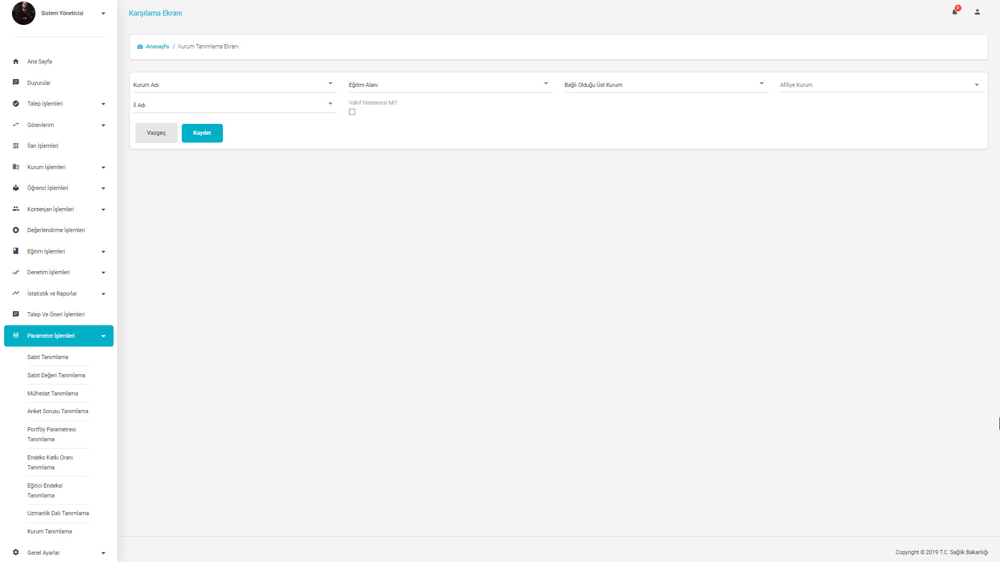 Sistem Yöneticisi
Ana Sayfa
Duyurular
Talep İşlemleri
Görevlerim
İlan İşlemleri
Kurum İşlemleri
Öğrenci İşlemleri
Kontenjan İşlemleri
Değerlendirme İşlemleri
Eğitim İşlemleri
Denetim İşlemleri
İstatistik ve Raporlar
Talep Ve Öneri İşlemleri
Parametre İşlemleri
Sabit Tanımlama
Sabit Değeri Tanımlama
Müfredat Tanımlama
Anket Sorusu Tanımlama
Portföy Parametresi
Tanımlama
Endeks Katkı Oranı
Tanımlama
Eğitici Endeksi
Tanımlama
Uzmanlık Dalı Tanımlama
Kurum Tanımlama
Genel Ayarlar
Karşılama Ekranı
0
Anasayfa / Kurum Tanımlama Ekranı
Kurum Adı
Eğitim Alanı
Bağlı Olduğu Üst Kurum
Afiliye Kurum
İl Adı
Vakıf Hastanesi Mi?
Vazgeç
Kaydet
Copyright © 2019 T.C. Sağlık Bakanlığı